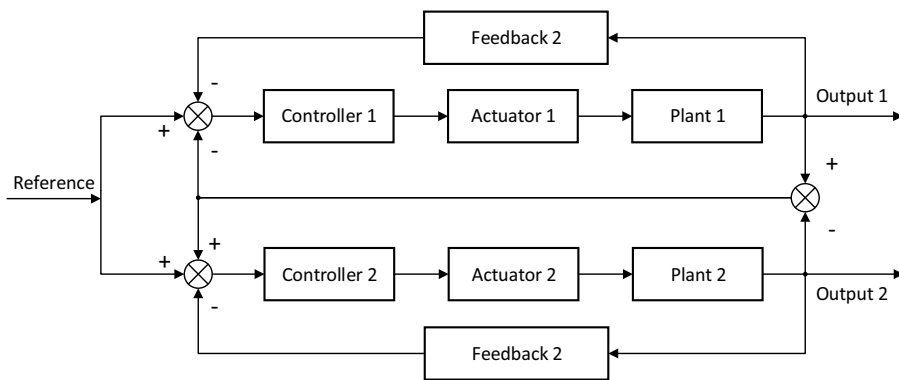 Feedback 2
-
Controller 1
Actuator 1
Plant 1
Output 1
+
-
+
Reference
+
-
+
Controller 2
Actuator 2
Plant 2
Output 2
-
Feedback 2